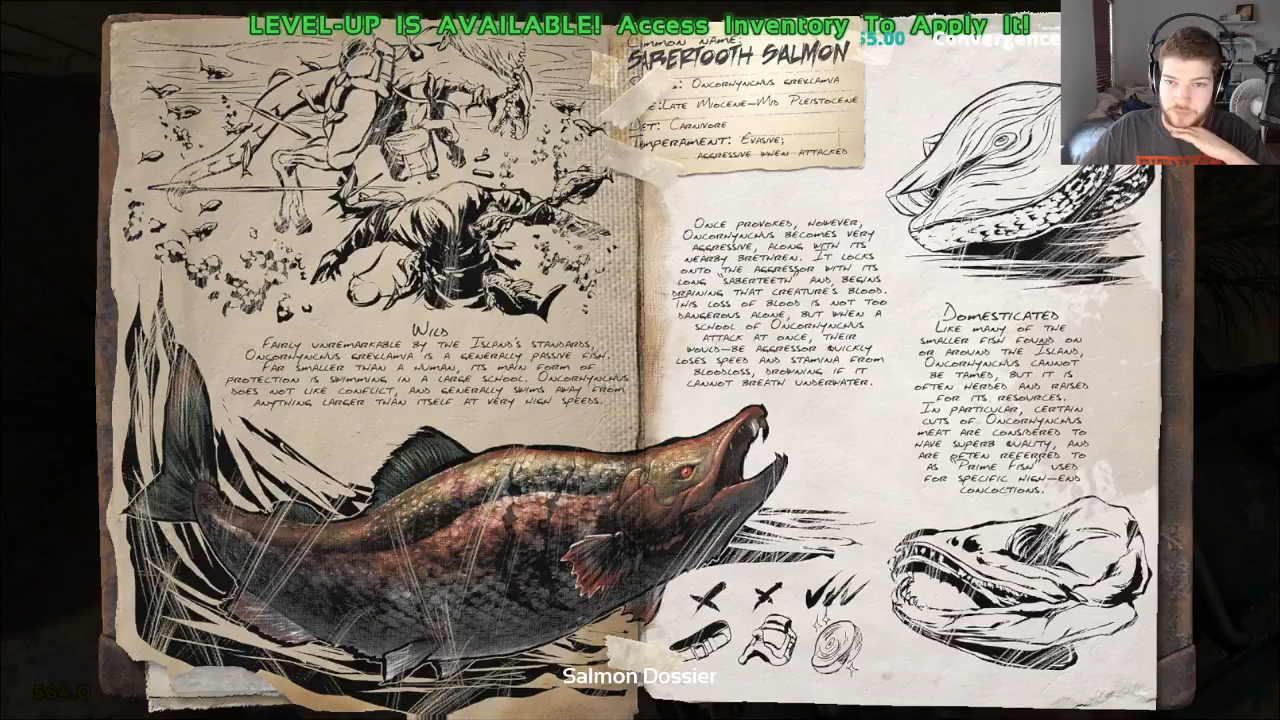 LEVEL-UP IS AVAILABLE! Access Inventory To Apply It!
$5.00 Convergence
Common Name:
Sabertooth Salmon
: Oncorhynchus greklamia
e: Late Miocene-Mid Pleistocene
Diet: Carnivore
Temperament: Evasive;
aggressive when attacked
Wild
Fairly unremarkable by the Island's standards,
Oncorhynchus greklamia is a generally passive fish.
Far smaller than a human, its main form of
protection is swimming in a large school. Oncorhynchus
does not like conflict, and generally swims away from
anything larger than itself at very high speeds.
Once provoked, however,
Oncorhynchus becomes very
aggressive, along with its
nearby brethren. It locks
onto the aggressor with its
long "saberteeth" and begins
draining that creature's blood.
This loss of blood is not too
dangerous alone, but when a
school of Oncorhynchus
attack at once, their
would-be aggressor quickly
loses speed and stamina from
bloodloss, drowning if it
cannot breath underwater.
Domesticated
Like many of the
smaller fish found on
or around the Island,
Oncorhynchus cannot
be tamed, but it is
often herded and raised
for its resources.
In particular, certain
cuts of Oncorhynchus
meat are considered to
have superb quality, and
are often referred to
as "Prime Fish" used
for specific high-end
concoctions.
Salmon Dossier